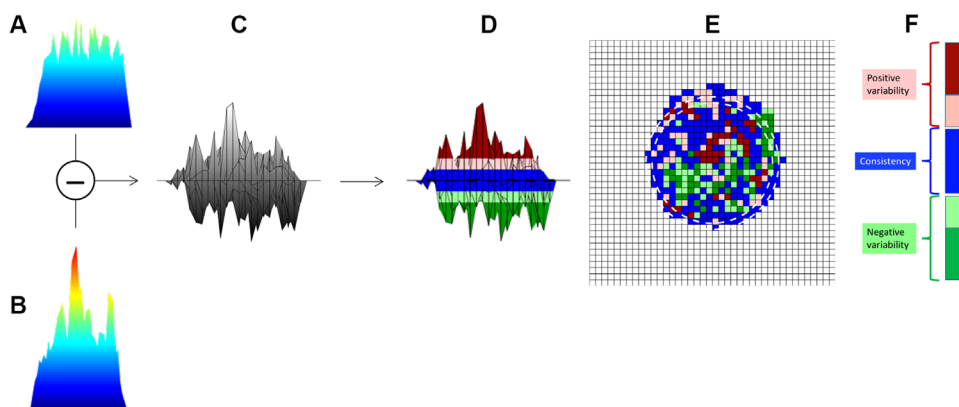 A
C
D
E
F
Positive
variability
Consistency
Negative
variability
B